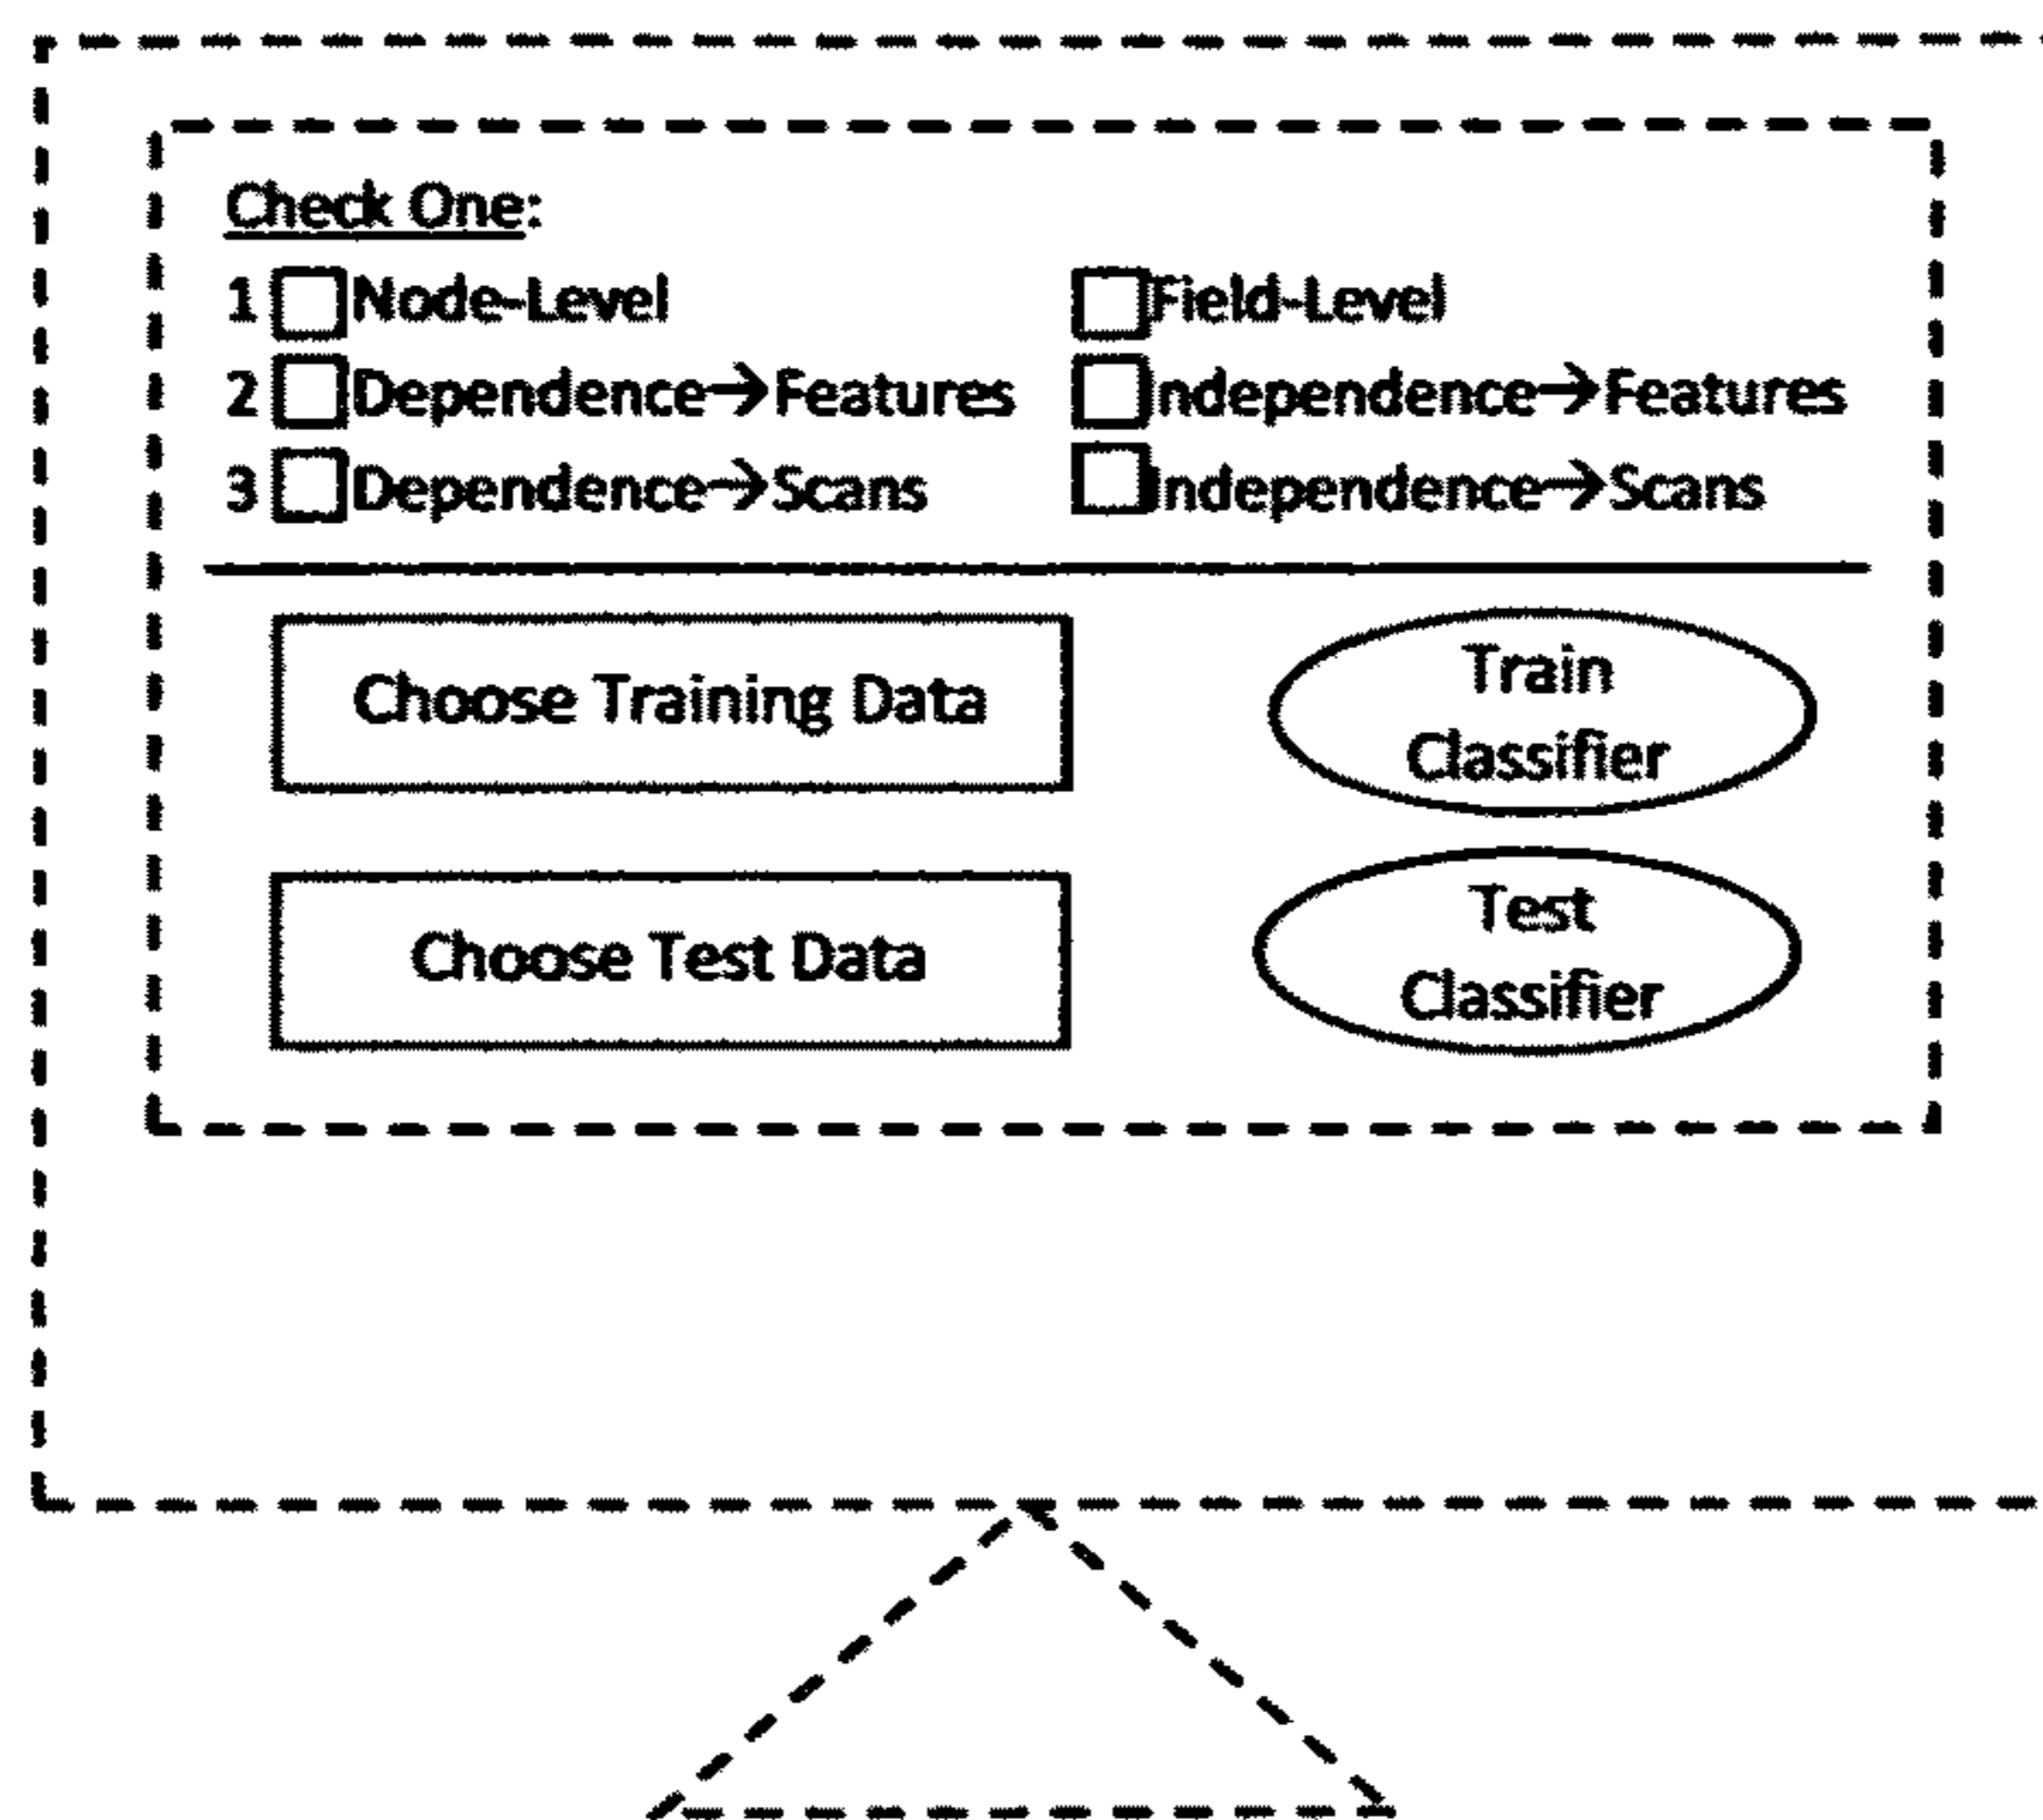 Check One:
1 Node-Level Field-Level
2 Dependence→Features Independence→Features
3 Dependence→Scans Independence→Scans
Choose Training Data
Train
Classifier
Choose Test Data
Test
Classifier